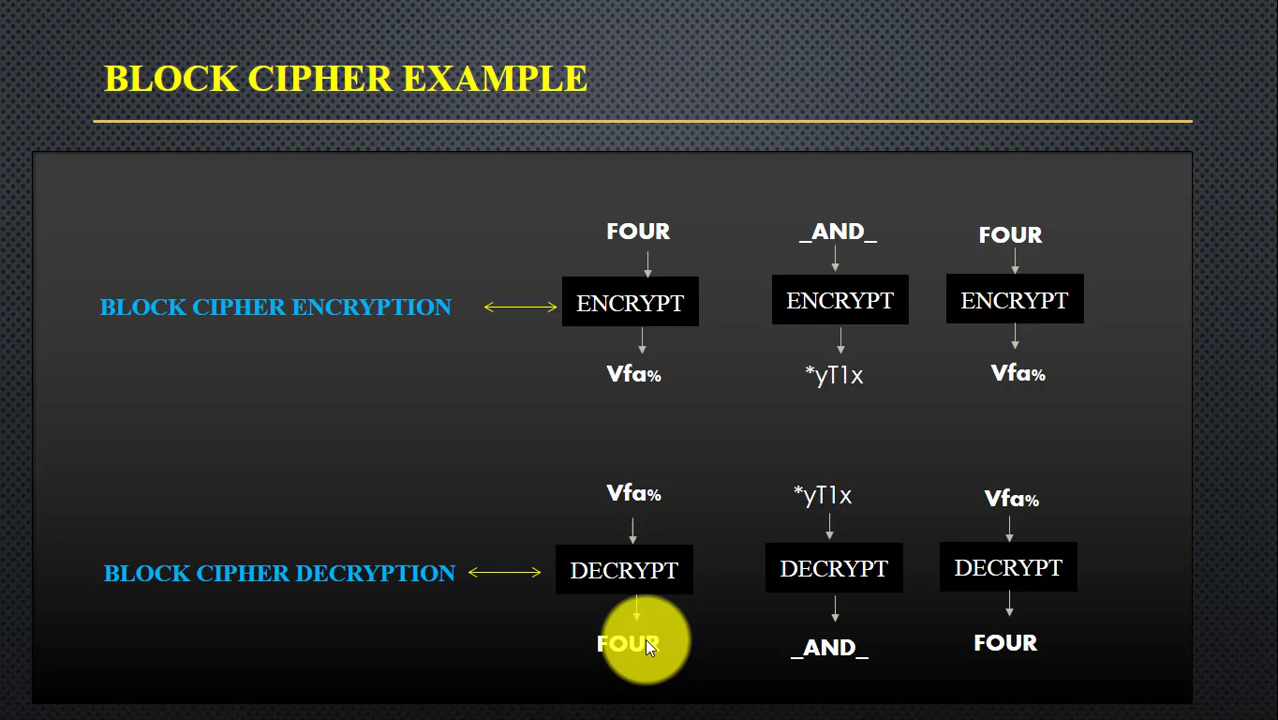 BLOCK CIPHER EXAMPLE
FOUR _AND_ FOUR
BLOCK CIPHER ENCRYPTION ENCRYPT ENCRYPT ENCRYPT
Vfa% *yT1x Vfa%
Vfa% *yT1x Vfa%
BLOCK CIPHER DECRYPTION DECRYPT DECRYPT DECRYPT
FOUR _AND_ FOUR